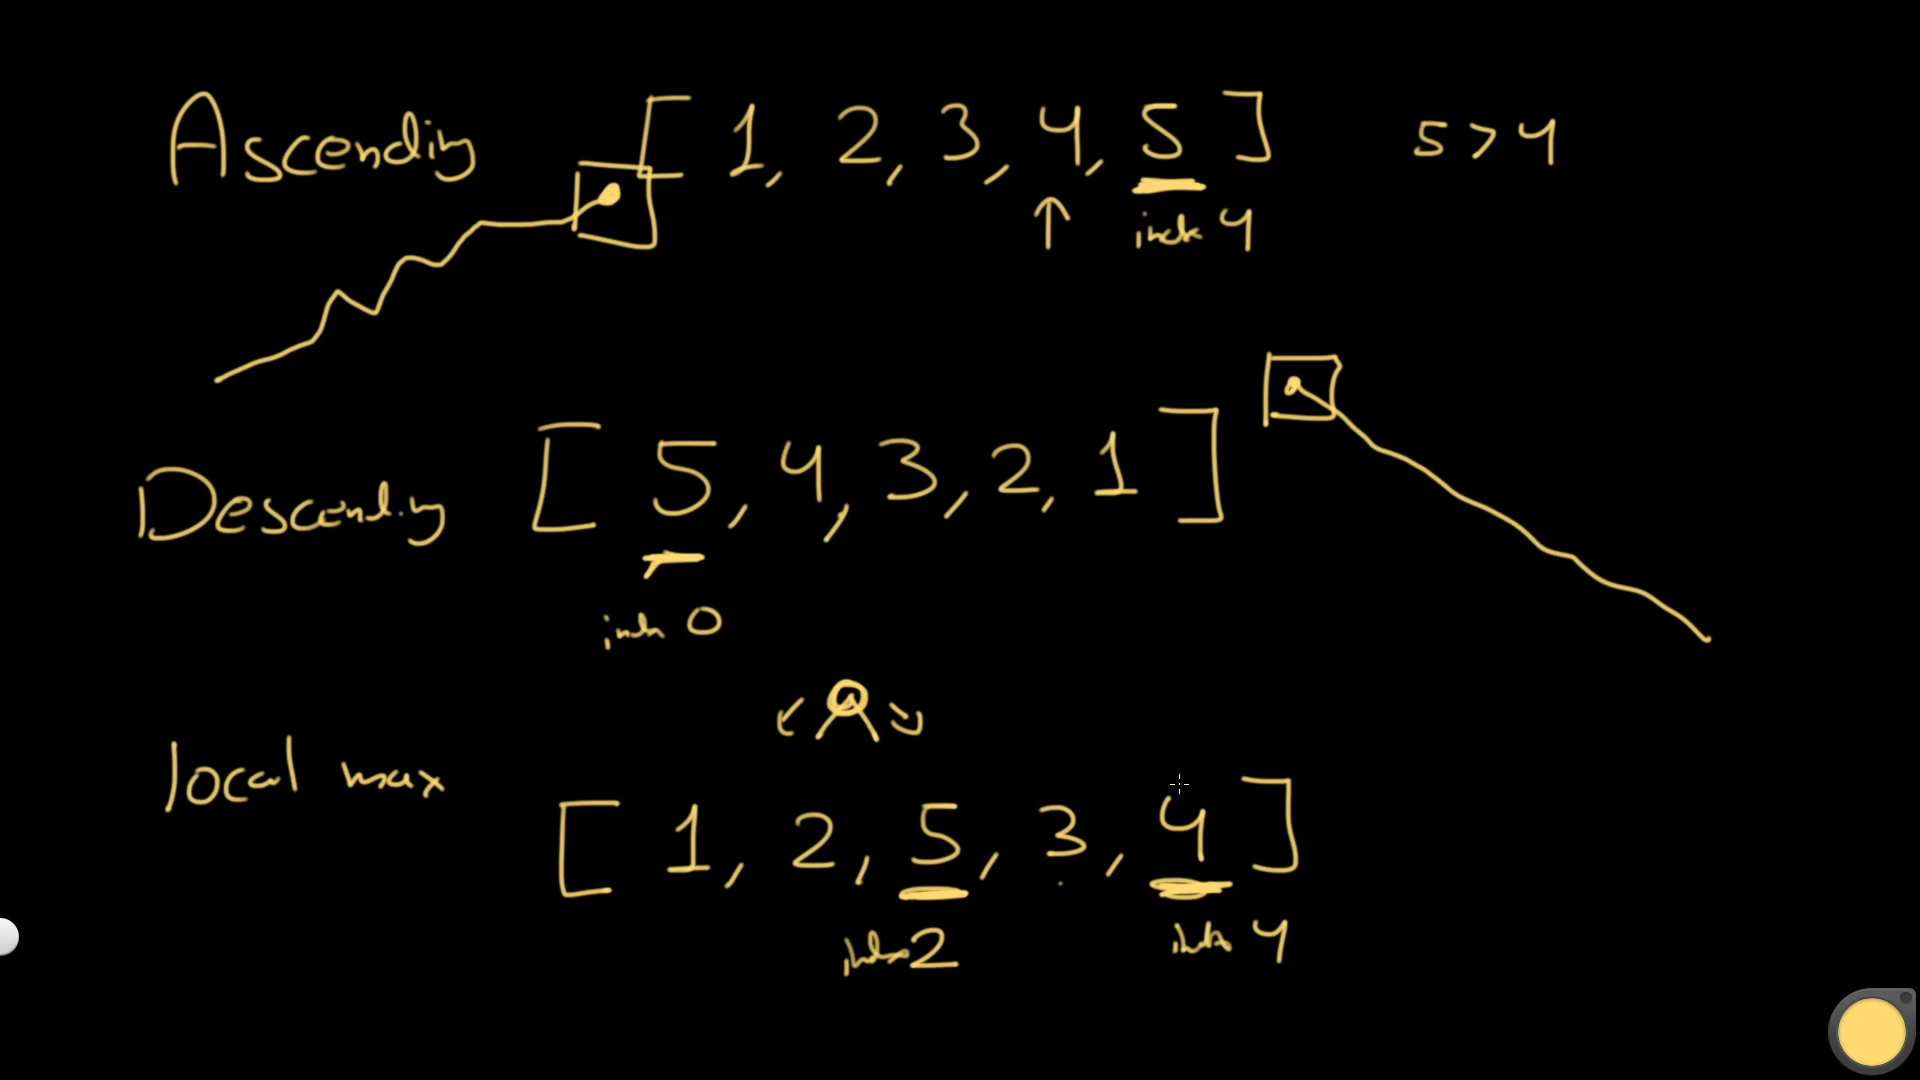 Ascending [ 1, 2, 3, 4, 5 ] 5 > 4
↑ index 4
Descending [ 5, 4, 3, 2, 1 ]
index 0
local max
[ 1, 2, 5, 3, 4 ]
index 2 index 4